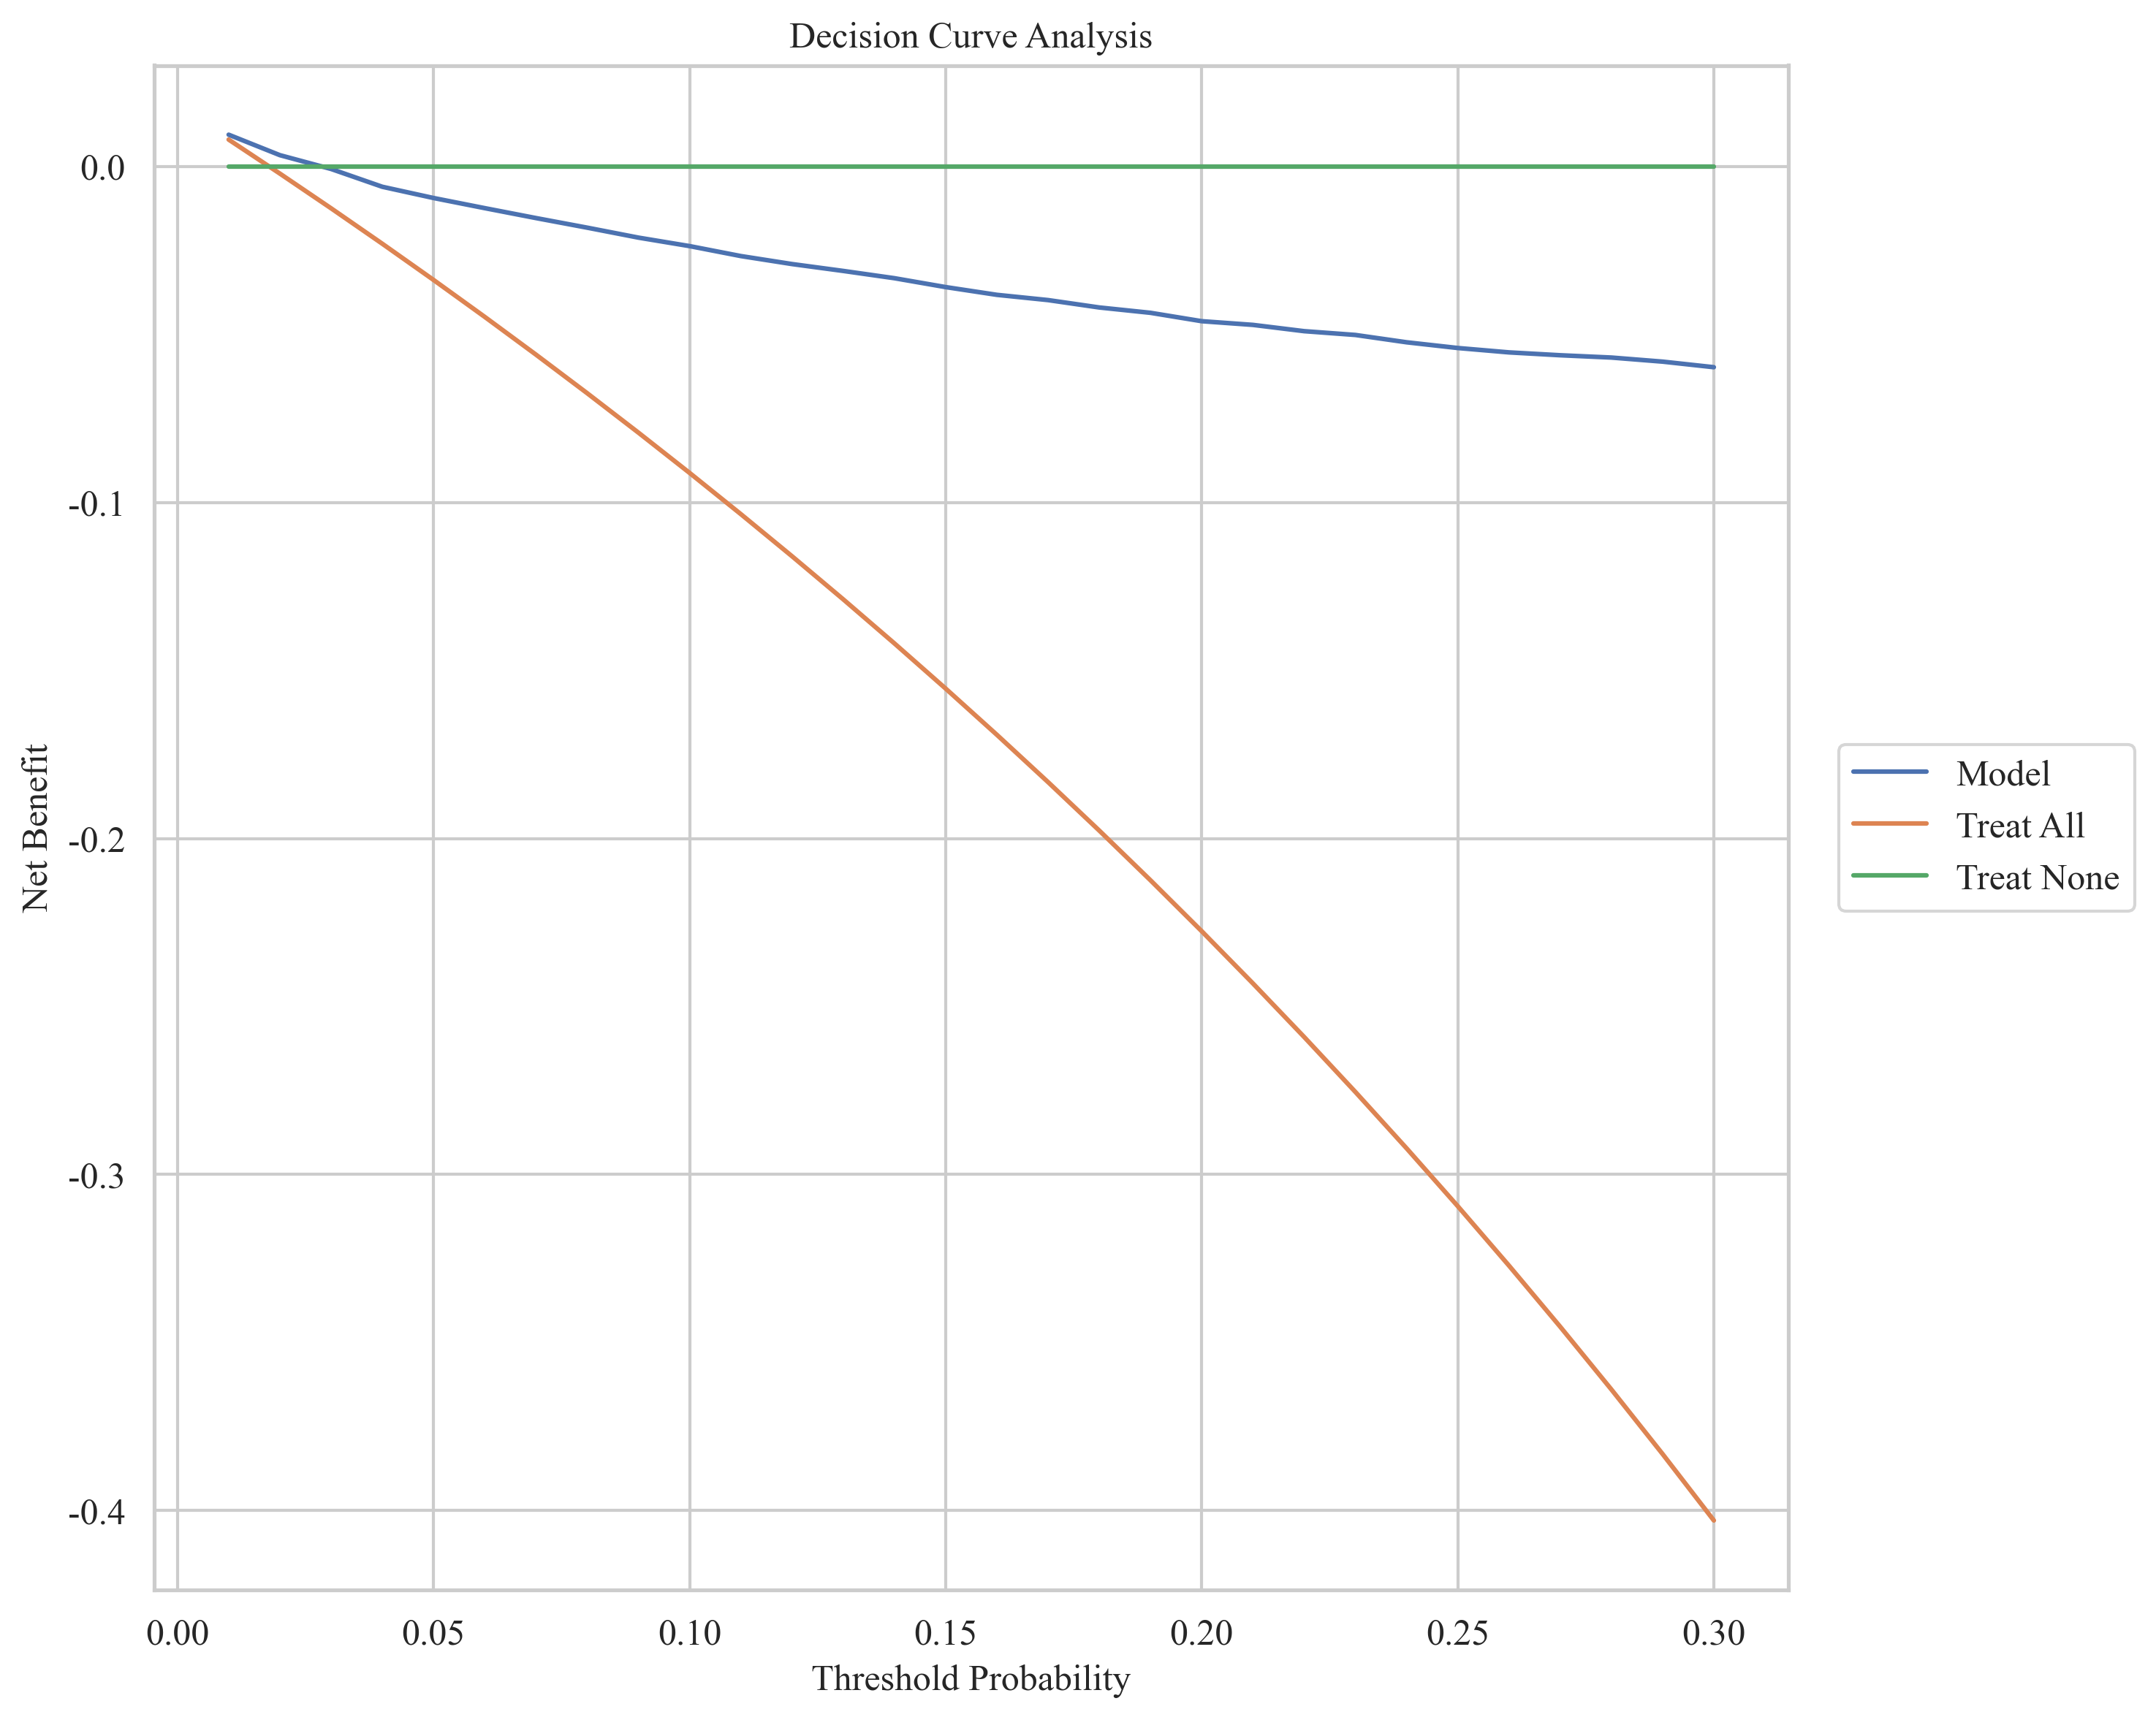 Decision Curve Analysis
Net Benefit
0.0
-0.1
-0.2
-0.3
-0.4
0.00 0.05 0.10 0.15 0.20 0.25 0.30
Threshold Probability
Model
Treat All
Treat None